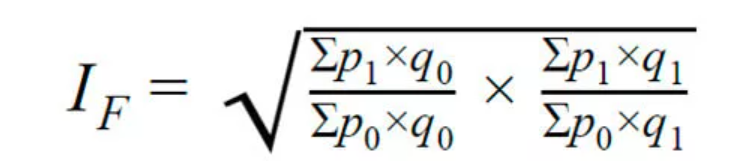 I_F = √(Σp₁×q₀ / Σp₀×q₀ × Σp₁×q₁ / Σp₀×q₁)